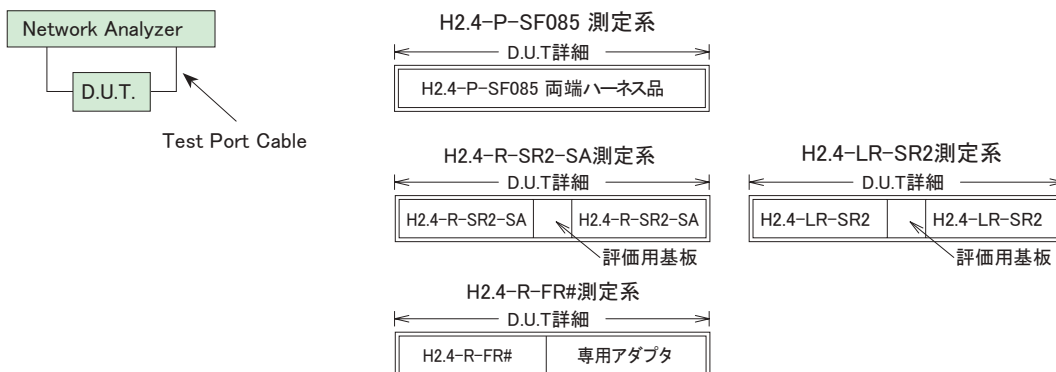 Network Analyzer
D.U.T.
Test Port Cable
H2.4-P-SF085 測定系
D.U.T詳細
H2.4-P-SF085 両端ハーネス品
H2.4-R-SR2-SA測定系
D.U.T詳細
H2.4-R-SR2-SA
H2.4-R-SR2-SA
評価用基板
H2.4-LR-SR2測定系
D.U.T詳細
H2.4-LR-SR2
H2.4-LR-SR2
評価用基板
H2.4-R-FR#測定系
D.U.T詳細
H2.4-R-FR#
専用アダプタ